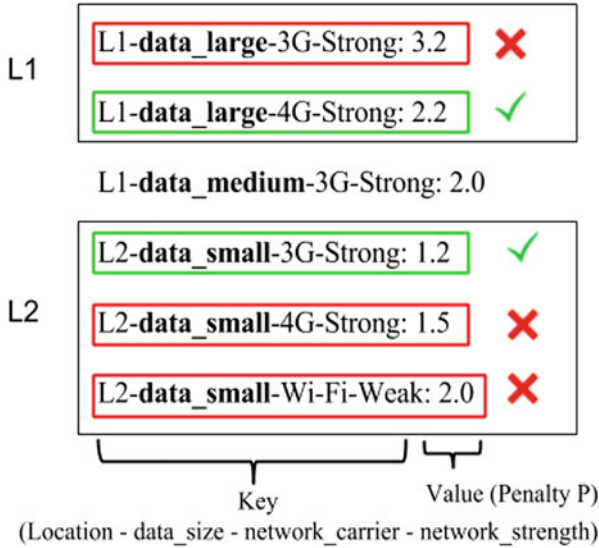 L1
L1-data_large-3G-Strong: 3.2
L1-data_large-4G-Strong: 2.2
L1-data_medium-3G-Strong: 2.0
L2
L2-data_small-3G-Strong: 1.2
L2-data_small-4G-Strong: 1.5
L2-data_small-Wi-Fi-Weak: 2.0
Key
Value (Penalty P)
(Location - data_size - network_carrier - network_strength)